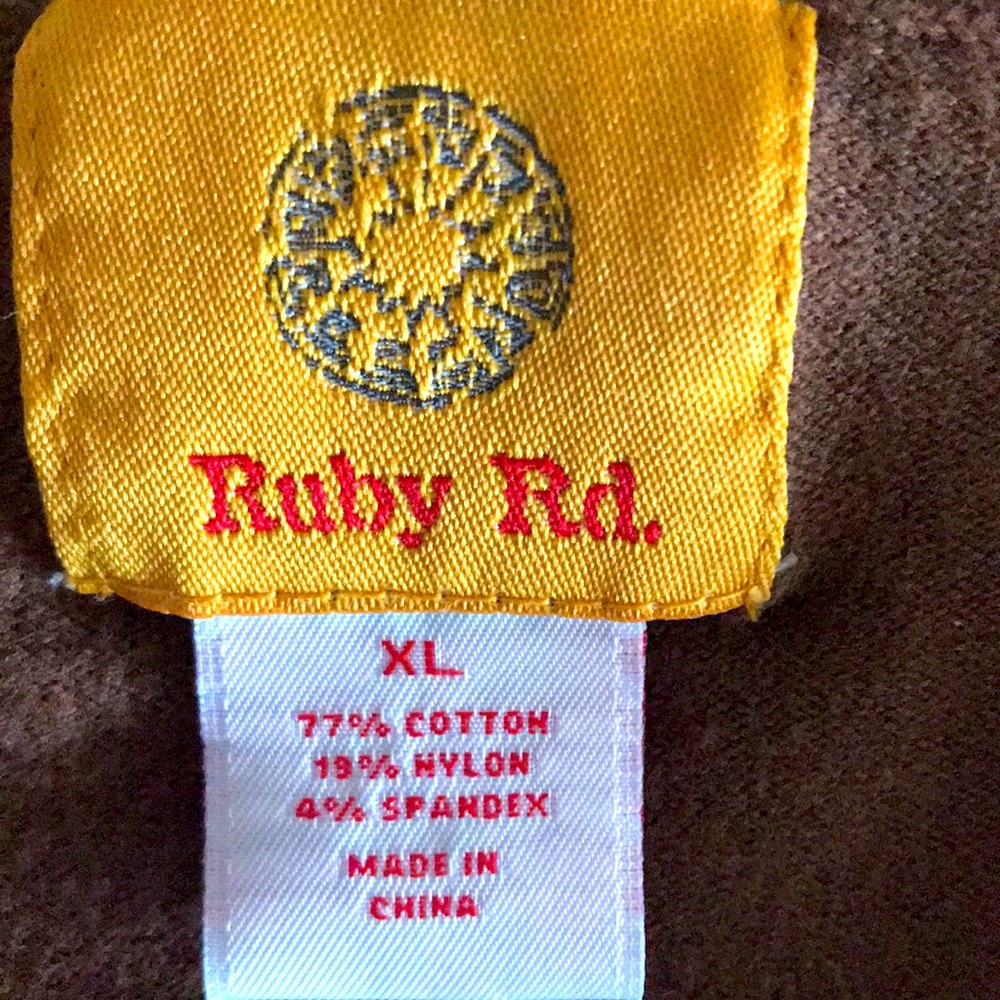 Ruby Rd.
XL
77% COTTON
19% NYLON
4% SPANDEX
MADE IN
CHINA